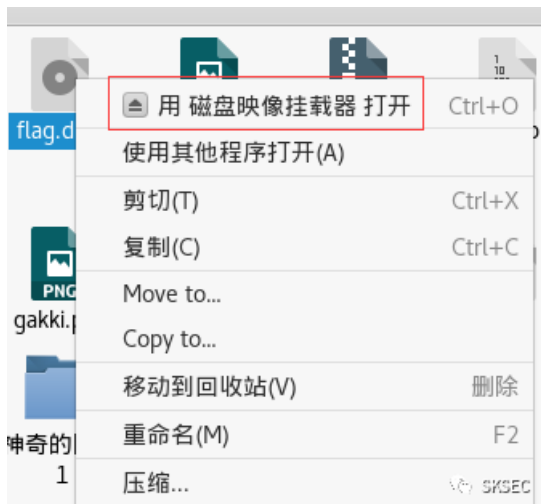 用 磁盘映像挂载器 打开 Ctrl+O
flag.d
使用其他程序打开(A)
剪切(T) Ctrl+X
复制(C) Ctrl+C
PNG
gakki.p
Move to...
Copy to...
移动到回收站(V) 删除
神奇的
1
重命名(M) F2
压缩...
SKSEC